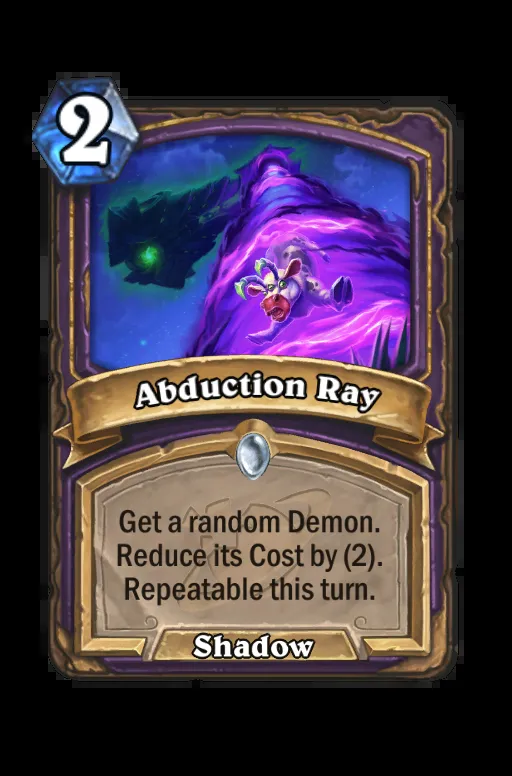 2
Abduction Ray
Get a random Demon.
Reduce its Cost by (2).
Repeatable this turn.
Shadow